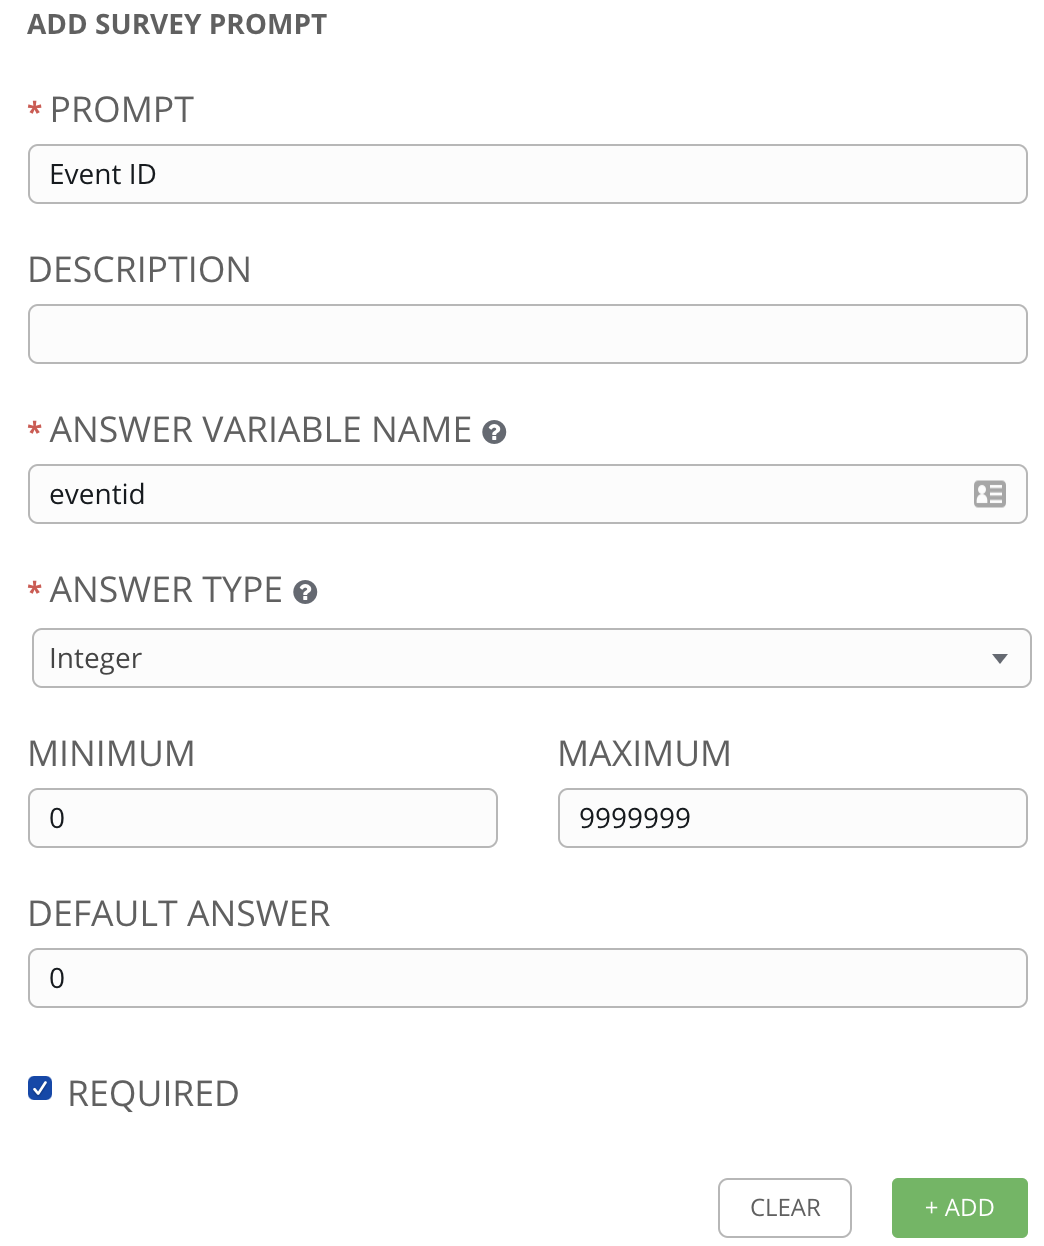 ADD SURVEY PROMPT
* PROMPT
Event ID
DESCRIPTION
* ANSWER VARIABLE NAME ?
eventid
* ANSWER TYPE ?
Integer
MINIMUM MAXIMUM
0 9999999
DEFAULT ANSWER
0
REQUIRED
CLEAR + ADD